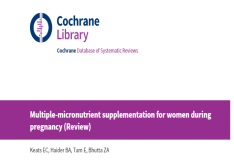 Cochrane
Library
Cochrane Database of Systematic Reviews
Multiple-micronutrient supplementation for women during
pregnancy (Review)
Keats EC, Haider BA, Tam E, Bhutta ZA